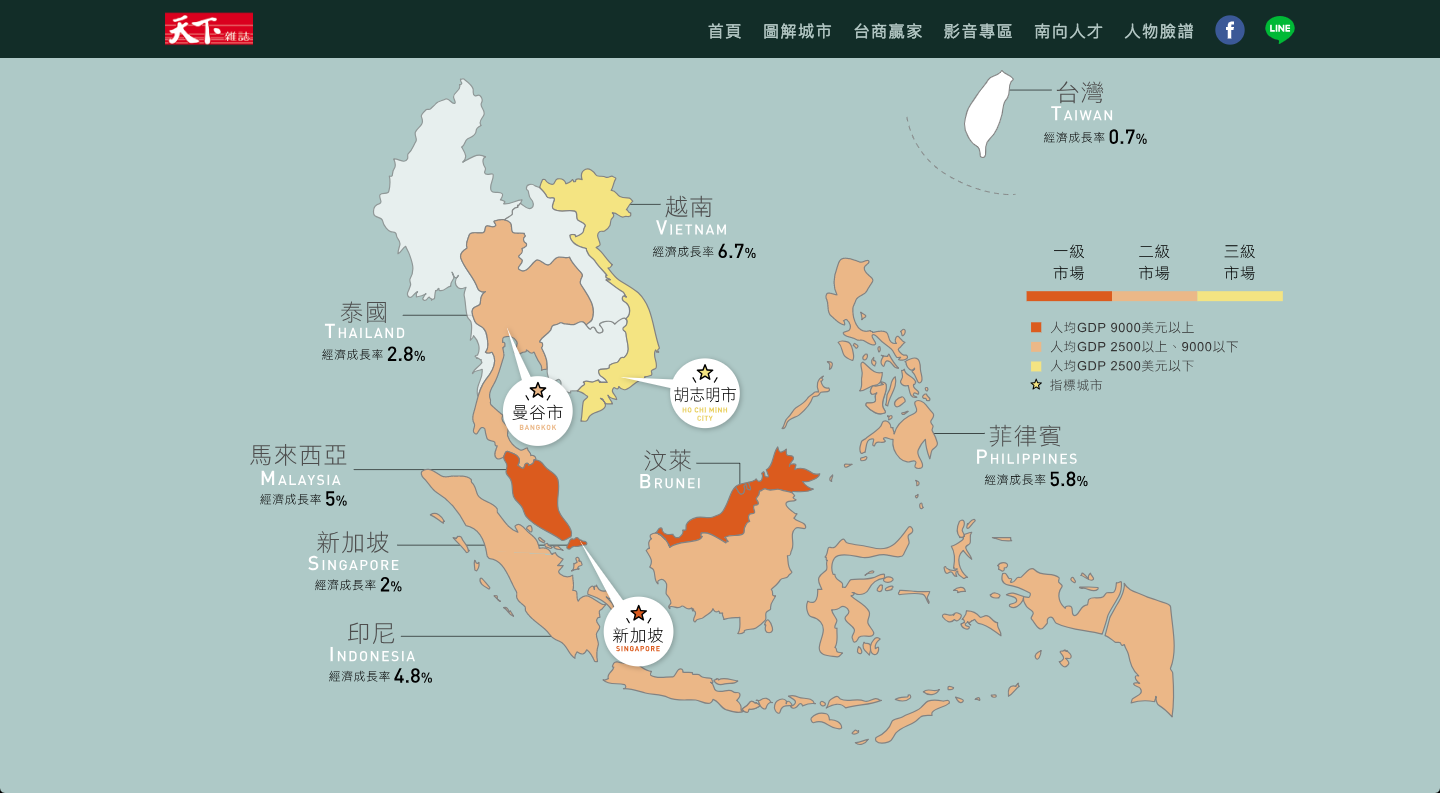 天下雜誌
首頁 圖解城市 台商贏家 影音專區 南向人才 人物臉譜 f LINE
台灣
TAIWAN
經濟成長率 0.7%
越南
VIETNAM
經濟成長率 6.7%
一級市場
二級市場
三級市場
人均GDP 9000美元以上
人均GDP 2500以上、9000以下
人均GDP 2500美元以下
指標城市
泰國
THAILAND
經濟成長率 2.8%
曼谷市
BANGKOK
胡志明市
HO CHI MINH
CITY
馬來西亞
MALAYSIA
經濟成長率 5%
汶萊
BRUNEI
菲律賓
PHILIPPINES
經濟成長率 5.8%
新加坡
SINGAPORE
經濟成長率 2%
新加坡
SINGAPORE
印尼
INDONESIA
經濟成長率 4.8%